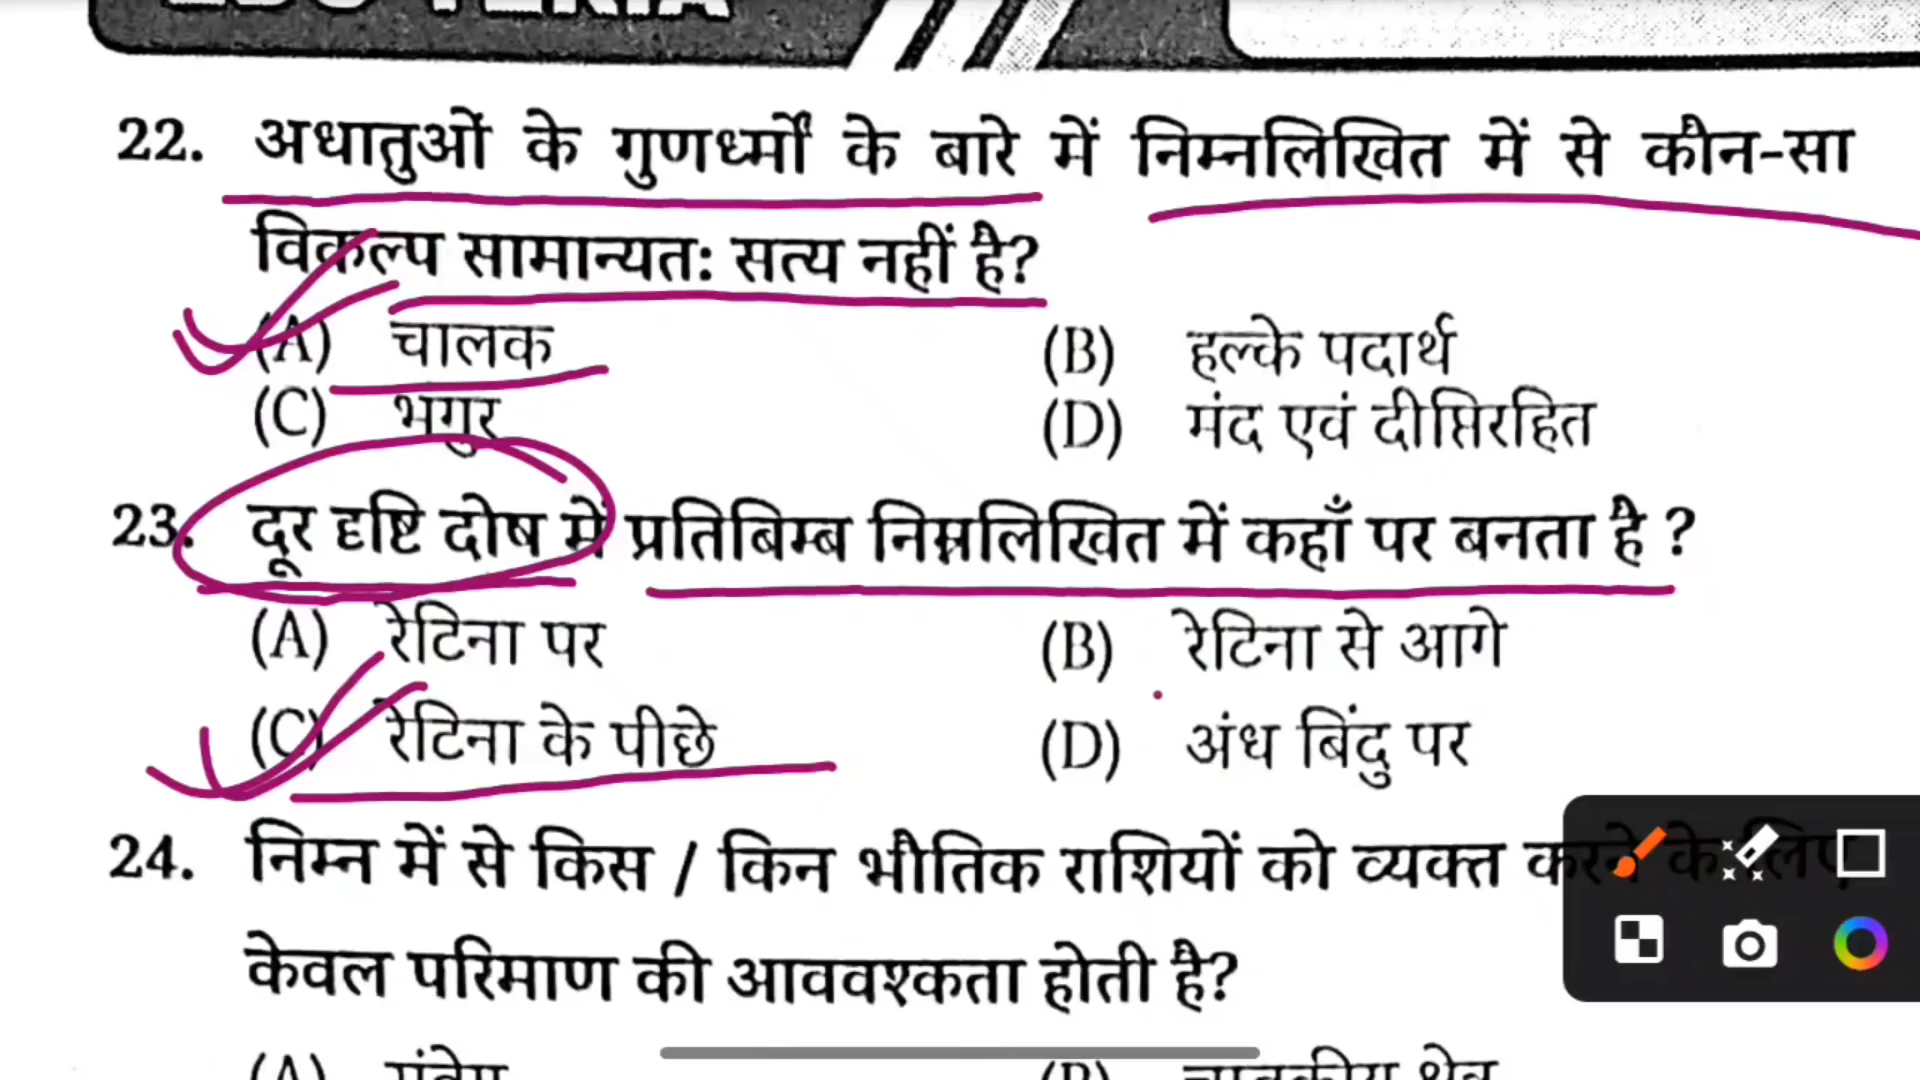 22. अधातुओं के गुणधर्मों के बारे में निम्नलिखित में से कौन-सा
विकल्प सामान्यत: सत्य नहीं है?
(A) चालक
(B) हल्के पदार्थ
(C) भगुर
(D) मंद एवं दीप्तिरहित
23. दूर दृष्टि दोष में प्रतिबिम्ब निम्नलिखित में कहाँ पर बनता है ?
(A) रेटिना पर
(B) रेटिना से आगे
(C) रेटिना के पीछे
(D) अंध बिंदु पर
24. निम्न में से किस / किन भौतिक राशियों को व्यक्त करने के लिए
केवल परिमाण की आववश्कता होती है?
(A)
(B)